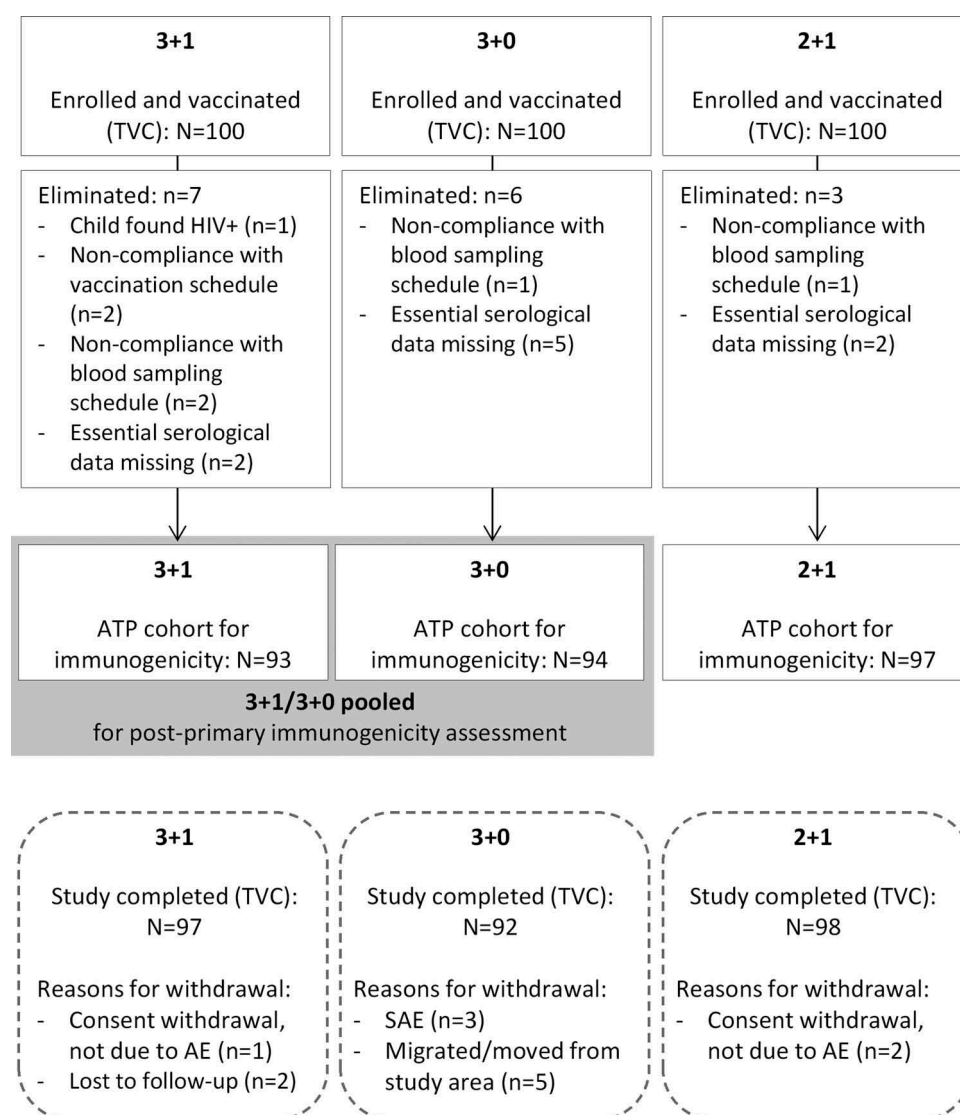 3+1
Enrolled and vaccinated
(TVC): N=100
3+0
Enrolled and vaccinated
(TVC): N=100
2+1
Enrolled and vaccinated
(TVC): N=100
Eliminated: n=7
- Child found HIV+ (n=1)
- Non-compliance with
vaccination schedule
(n=2)
- Non-compliance with
blood sampling
schedule (n=2)
- Essential serological
data missing (n=2)
Eliminated: n=6
- Non-compliance with
blood sampling
schedule (n=1)
- Essential serological
data missing (n=5)
Eliminated: n=3
- Non-compliance with
blood sampling
schedule (n=1)
- Essential serological
data missing (n=2)
3+1
ATP cohort for
immunogenicity: N=93
3+0
ATP cohort for
immunogenicity: N=94
2+1
ATP cohort for
immunogenicity: N=97
3+1/3+0 pooled
for post-primary immunogenicity assessment
3+1
Study completed (TVC):
N=97
Reasons for withdrawal:
- Consent withdrawal,
not due to AE (n=1)
- Lost to follow-up (n=2)
3+0
Study completed (TVC):
N=92
Reasons for withdrawal:
- SAE (n=3)
- Migrated/moved from
study area (n=5)
2+1
Study completed (TVC):
N=98
Reasons for withdrawal:
- Consent withdrawal,
not due to AE (n=2)